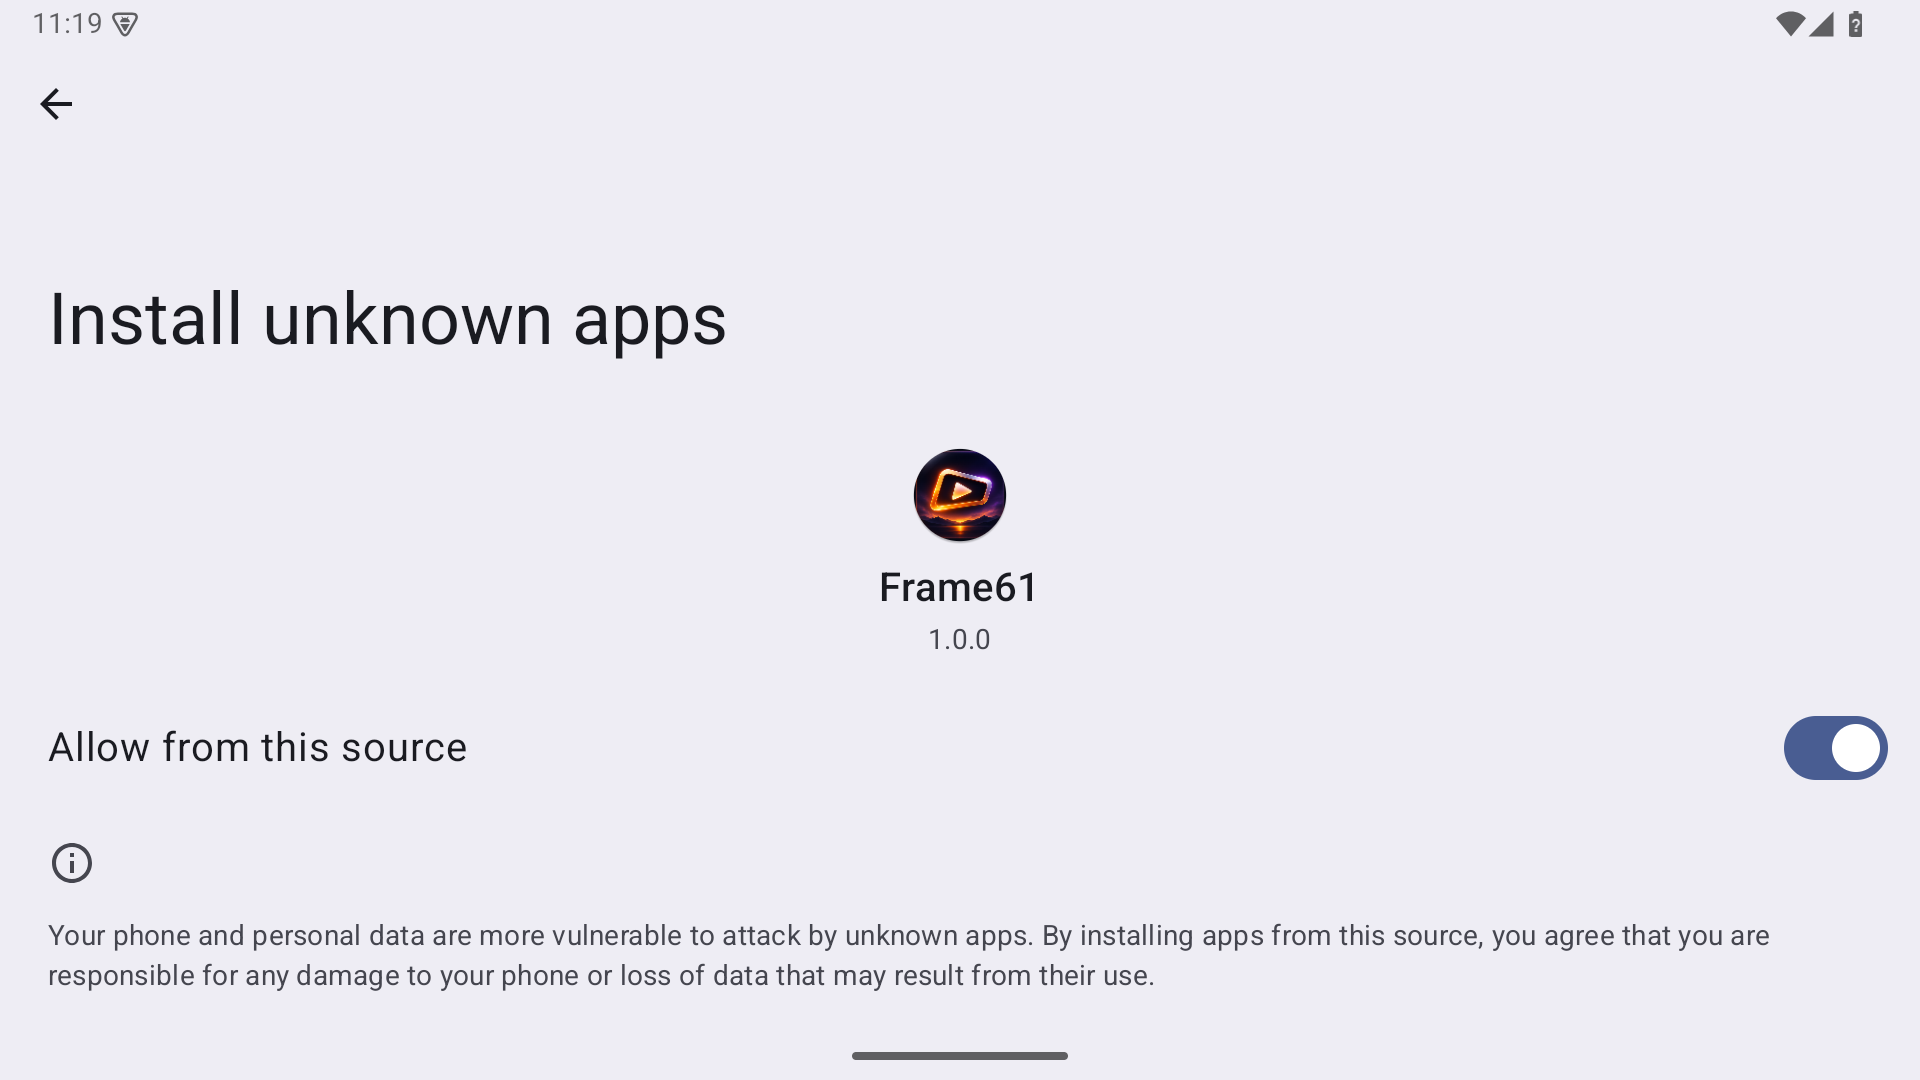 11:19
Install unknown apps
Frame61
1.0.0
Allow from this source
Your phone and personal data are more vulnerable to attack by unknown apps. By installing apps from this source, you agree that you are
responsible for any damage to your phone or loss of data that may result from their use.